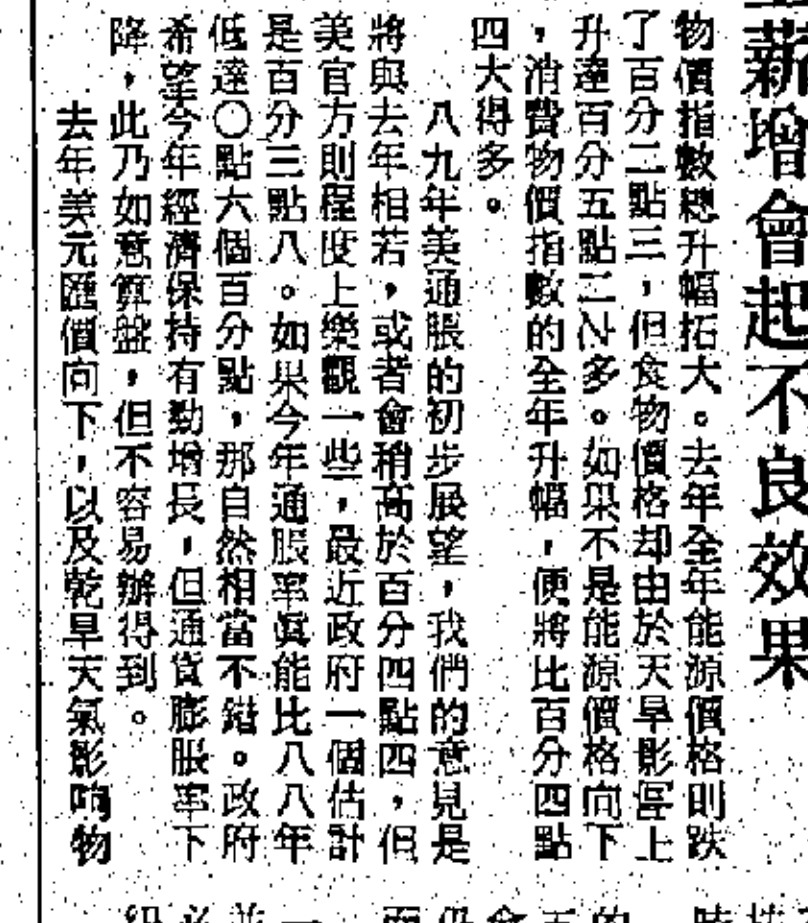 薪增會起不良效果
物價指數總升幅拓大。去年全年能源價格則跌
了百分二點三，但食物價格却由於天旱影響上
升達百分五點二之多。如果不是能源價格向下
，消費物價指數的全年升幅，便將比百分四點
四大得多。
八九年美通脹的初步展望，我們的意見是
將與去年相若，或者會稍高於百分四點四，但
美官方則程度上樂觀一些，最近政府一個估計
是百分三點八。如果今年通脹率眞能比八八年
低達〇點六個百分點，那自然相當不錯。政府
希望今年經濟保持有勁增長，但通貨膨脹率下
降，此乃如意算盤，但不容易辦得到。
去年美元匯價向下，以及乾旱天氣影响物